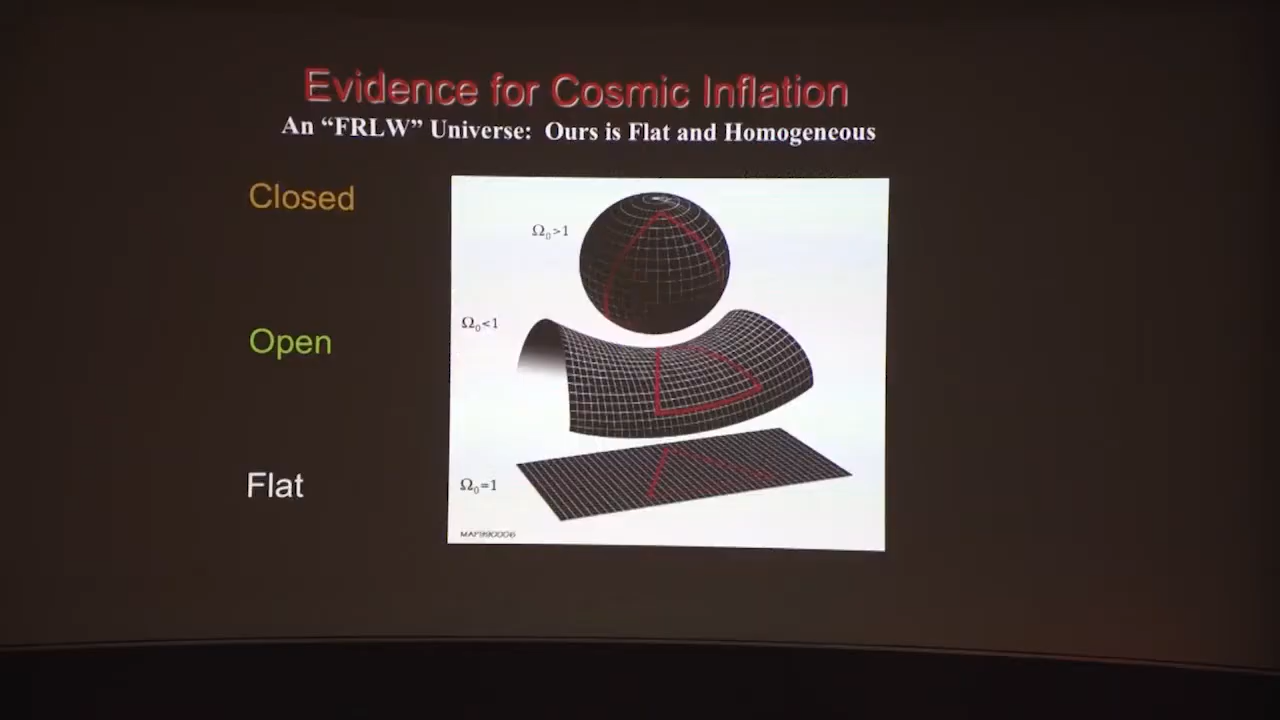 Evidence for Cosmic Inflation
An “FRLW” Universe: Ours is Flat and Homogeneous
Closed
Ω₀>1
Ω₀<1
Open
Flat
Ω₀=1
MAP990006